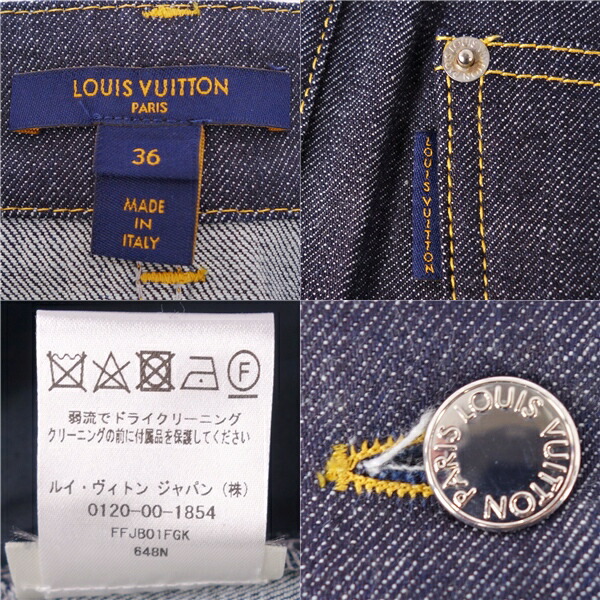 LOUIS VUITTON
PARIS
36
MADE
IN
ITALY
LOUIS VUITTON
F
弱流でドライクリーニング
クリーニングの前に付属品を保護してください
ルイ・ヴィトン ジャパン (株)
0120-00-1854
FFJB01FGK
648N
LOUIS VUITTON PARIS